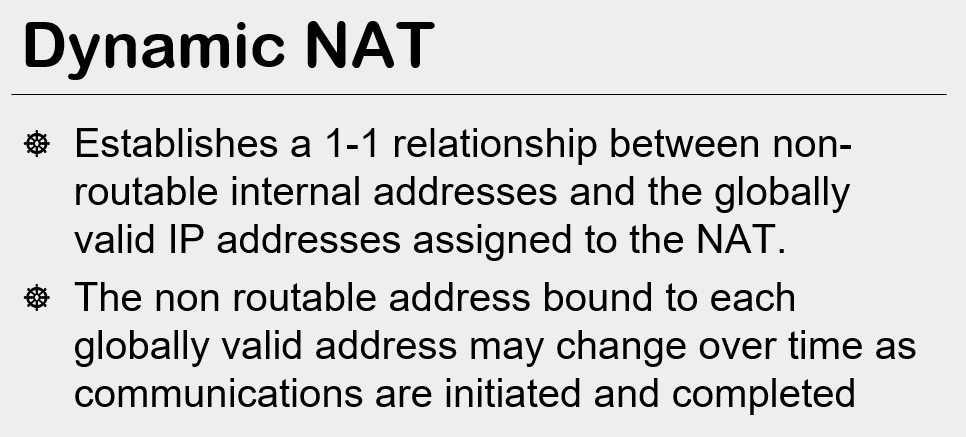 Dynamic NAT
Establishes a 1-1 relationship between non-
routable internal addresses and the globally
valid IP addresses assigned to the NAT.
The non routable address bound to each
globally valid address may change over time as
communications are initiated and completed